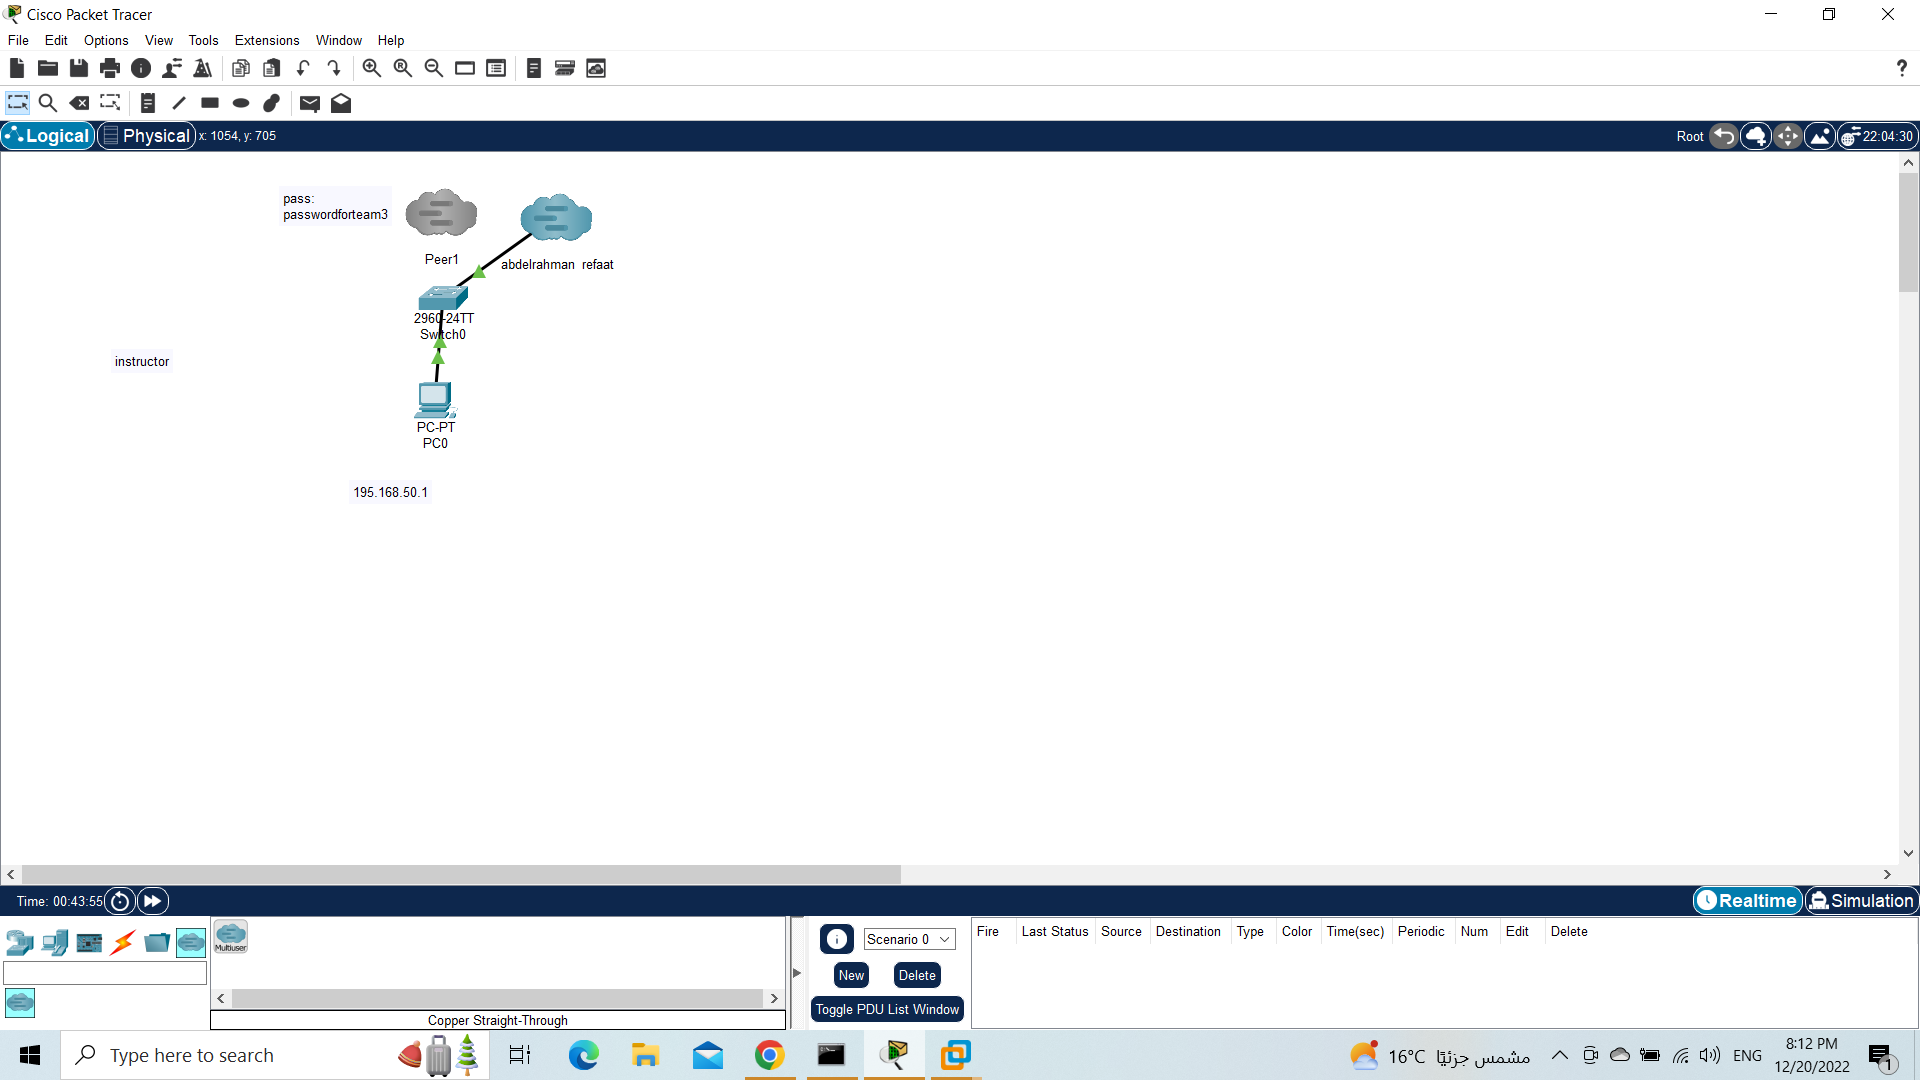 Cisco Packet Tracer
File Edit Options View Tools Extensions Window Help
Logical Physical x: 1054, y: 705 Root 22:04:30
pass:
passwordforteam3
Peer1
abdelrahman refaat
2960-24TT
Switch0
instructor
PC-PT
PC0
195.168.50.1
Time: 00:43:55 Realtime Simulation
Multiuser
Copper Straight-Through
Scenario 0
New Delete
Toggle PDU List Window
Fire Last Status Source Destination Type Color Time(sec) Periodic Num Edit Delete
Type here to search
16°C مشمس جزئيًا
ENG
8:12 PM
12/20/2022
1